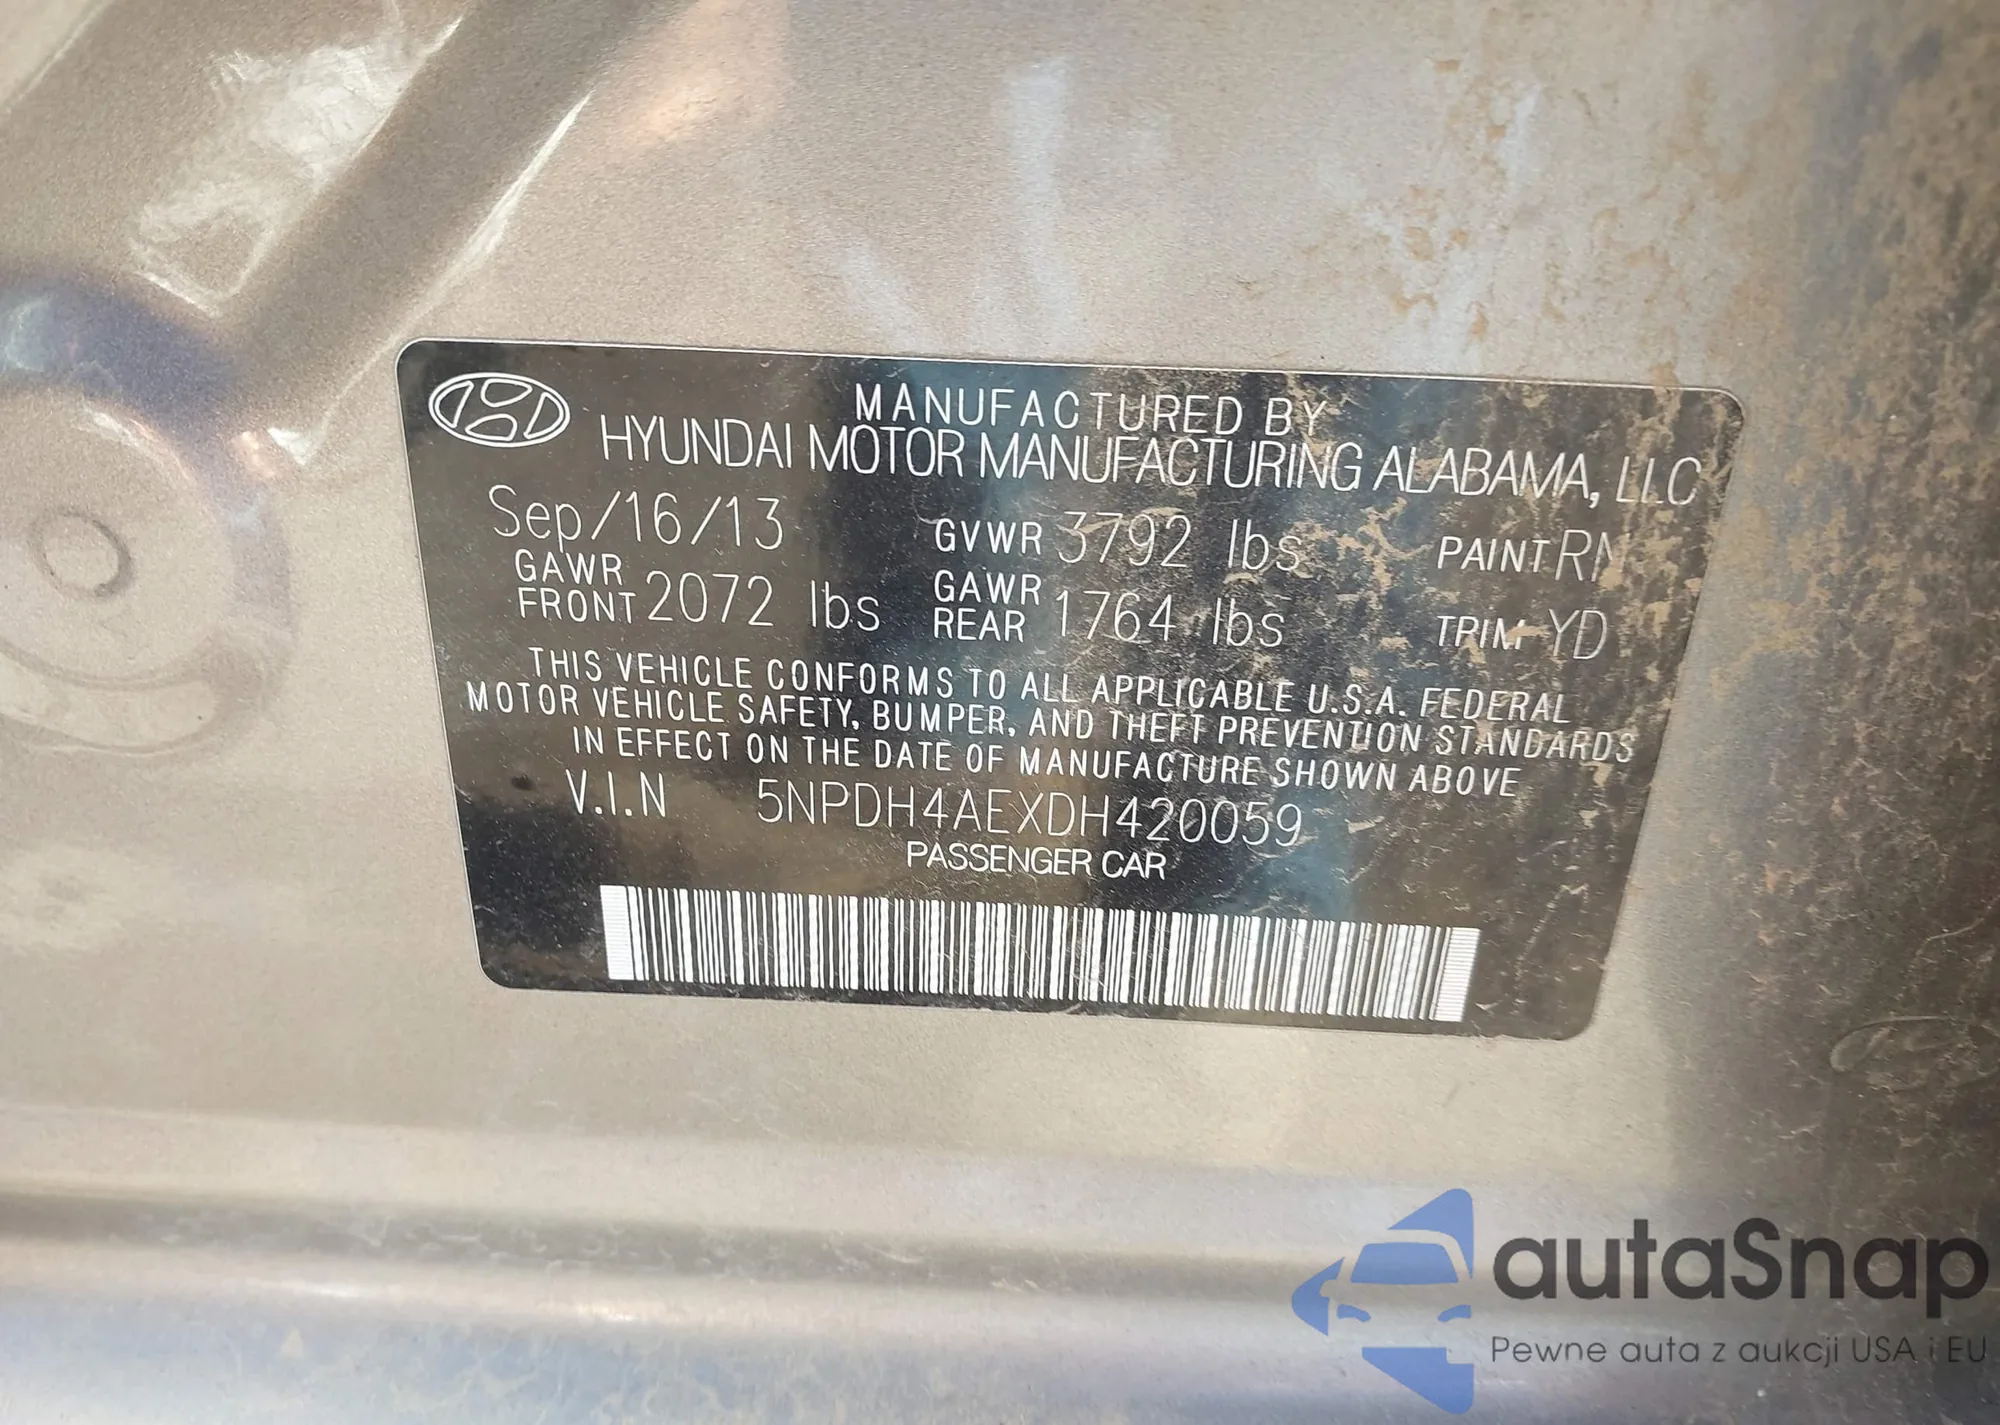 MANUFACTURED BY
HYUNDAI MOTOR MANUFACTURING ALABAMA, LLC
Sep/16/13 GVWR 3792 lbs PAINT RN
GAWR FRONT 2072 lbs GAWR REAR 1764 lbs TRIM YD
THIS VEHICLE CONFORMS TO ALL APPLICABLE U.S.A. FEDERAL
MOTOR VEHICLE SAFETY, BUMPER, AND THEFT PREVENTION STANDARDS
IN EFFECT ON THE DATE OF MANUFACTURE SHOWN ABOVE
V.I.N 5NPDH4AEXDH420059
PASSENGER CAR
autaSnap
Pewne auta z aukcji USA i EU